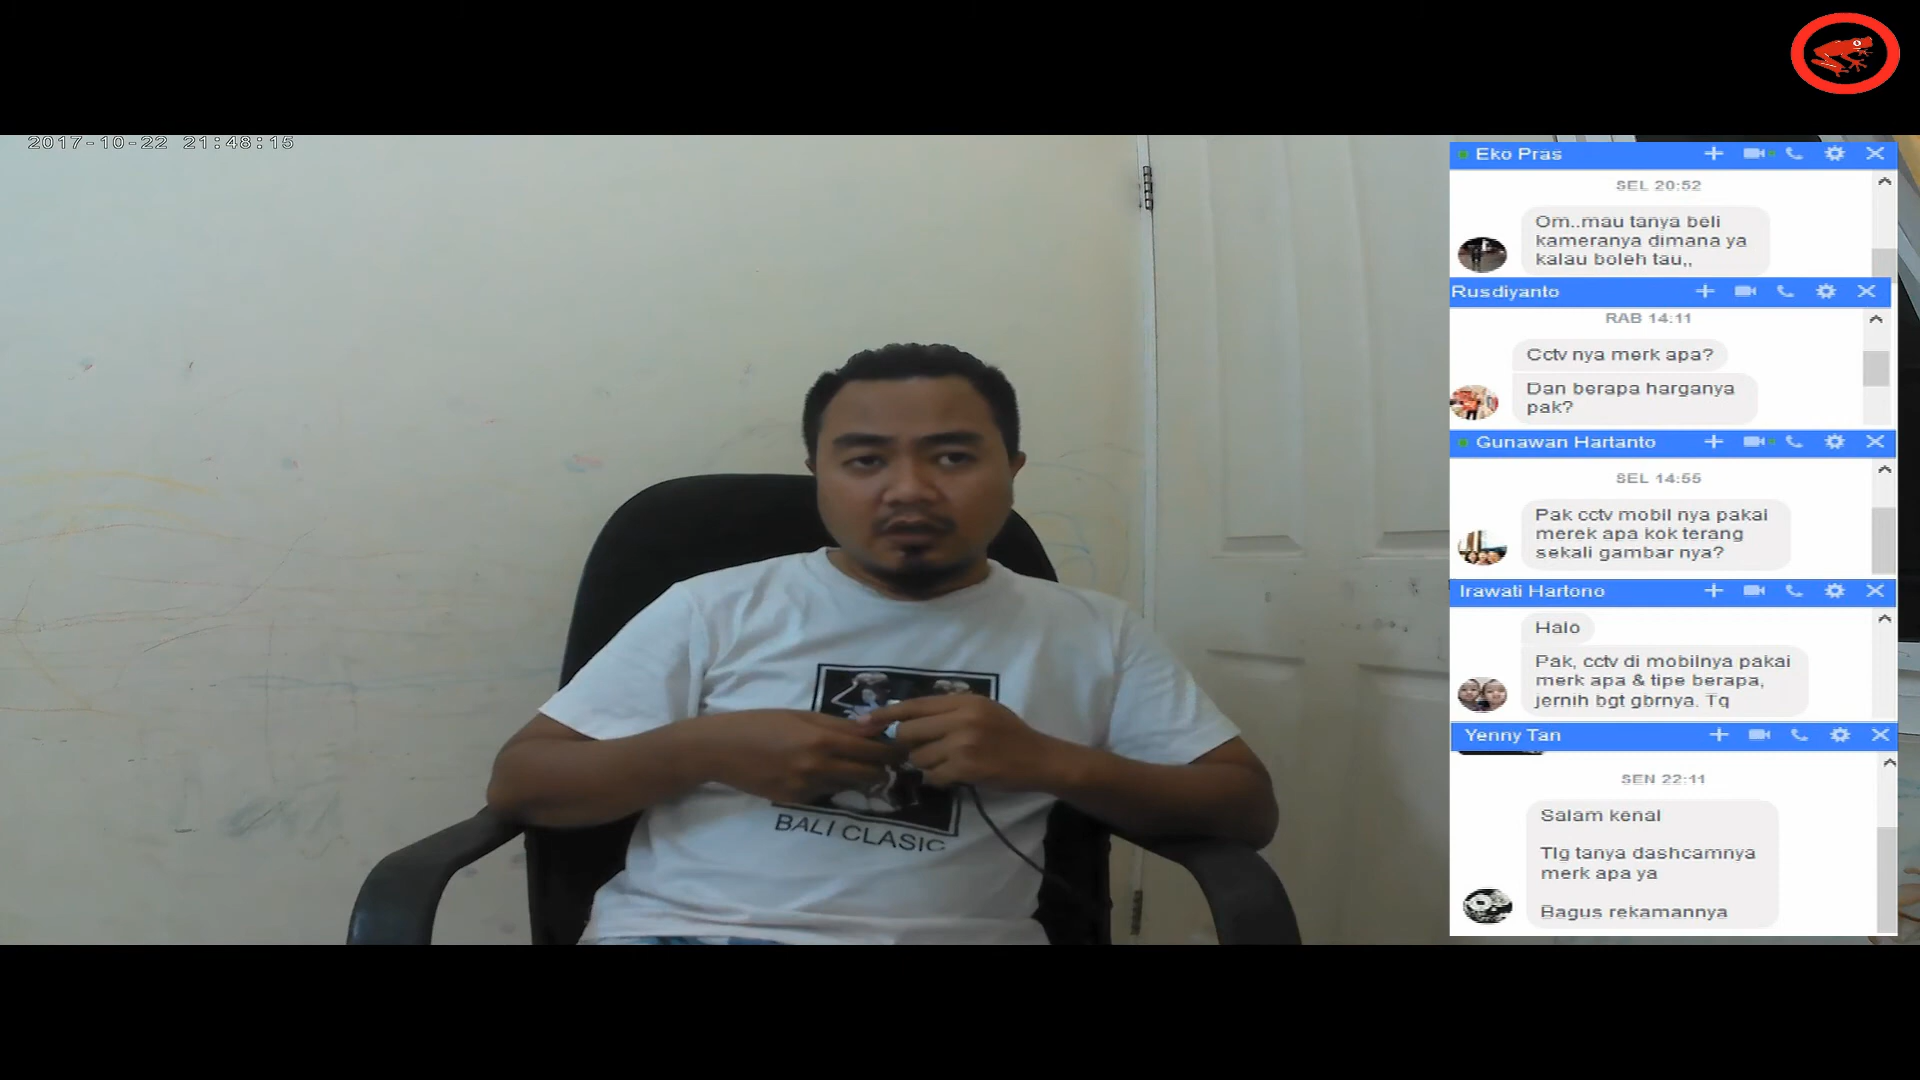 2017-10-22 21:48:15
BALI CLASIC
Eko Pras
SEL 20:52
Om..mau tanya beli
kameranya dimana ya
kalau boleh tau,,
Rusdiyanto
RAB 14:11
Cctv nya merk apa?
Dan berapa harganya
pak?
Gunawan Hartanto
SEL 14:55
Pak cctv mobil nya pakai
merek apa kok terang
sekali gambar nya?
Irawati Hartono
Halo
Pak, cctv di mobilnya pakai
merk apa & tipe berapa,
jernih bgt gbrnya. Tq
Yenny Tan
SEN 22:11
Salam kenal
Tlg tanya dashcamnya
merk apa ya
Bagus rekamannya